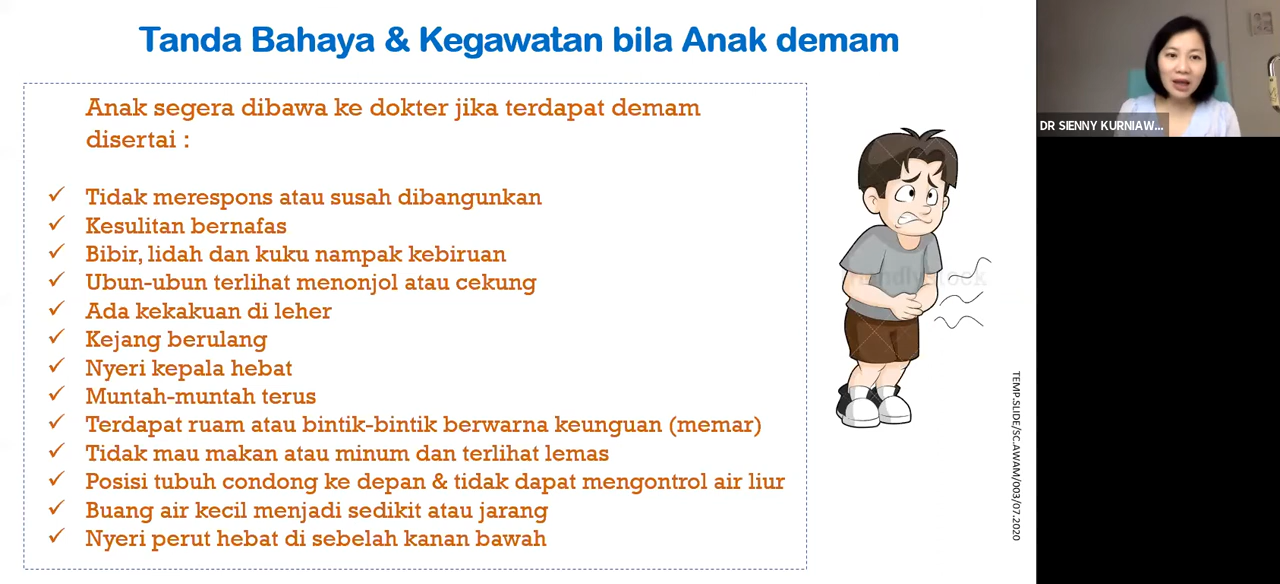 Tanda Bahaya & Kegawatan bila Anak demam
Anak segera dibawa ke dokter jika terdapat demam
disertai :
Tidak merespons atau susah dibangunkan
Kesulitan bernafas
Bibir, lidah dan kuku nampak kebiruan
Ubun-ubun terlihat menonjol atau cekung
Ada kekakuan di leher
Kejang berulang
Nyeri kepala hebat
Muntah-muntah terus
Terdapat ruam atau bintik-bintik berwarna keunguan (memar)
Tidak mau makan atau minum dan terlihat lemas
Posisi tubuh condong ke depan & tidak dapat mengontrol air liur
Buang air kecil menjadi sedikit atau jarang
Nyeri perut hebat di sebelah kanan bawah
TEMP.SLIDE/SC.AWAM/003/07.2020
DR SIENNY KURNIAW...